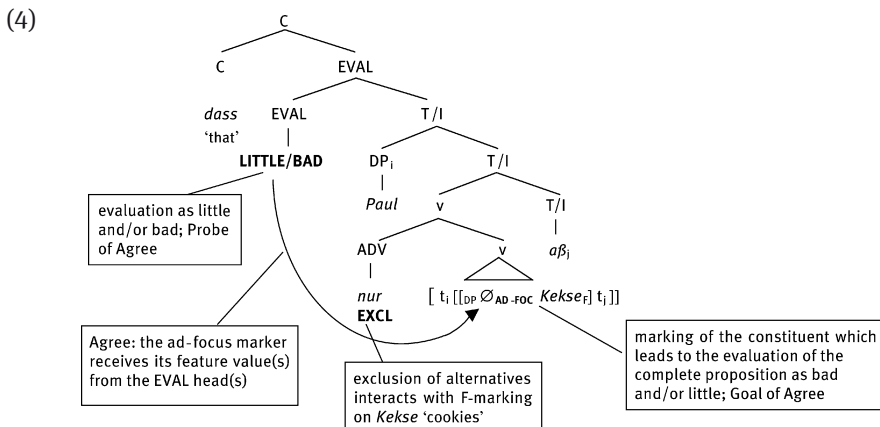 (4)
C
C EVAL
dass EVAL T/I
'that'
LITTLE/BAD DPi T/I
Paul v T/I
evaluation as little
and/or bad; Probe
of Agree
ADV v aßj
nur [ ti [[DP ∅AD-FOC KekseF] tj ]]
EXCL
Agree: the ad-focus marker
receives its feature value(s)
from the EVAL head(s)
exclusion of alternatives
interacts with F-marking
on Kekse 'cookies'
marking of the constituent which
leads to the evaluation of the
complete proposition as bad
and/or little; Goal of Agree